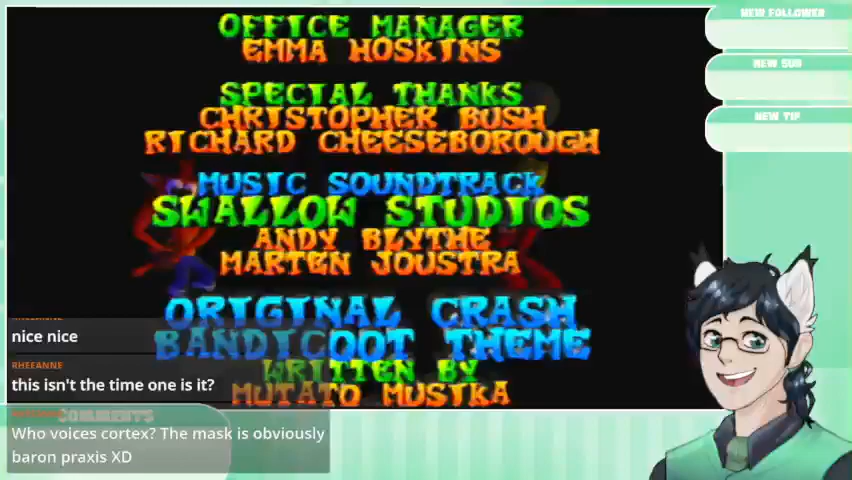 OFFICE MANAGER
EMMA HOSKINS
SPECIAL THANKS
CHRISTOPHER BUSH
RICHARD CHEESEBOROUGH
MUSIC SOUNDTRACK
SWALLOW STUDIOS
ANDY BLYTHE
MARTEN JOUSTRA
ORIGINAL CRASH
BANDICOOT THEME
WRITTEN BY
MUTATO MUSIKA
NEW FOLLOWER
NEW SUB
NEW TIP
nice nice
RHEEANNE
this isn't the time one is it?
COMMENTS
Who voices cortex? The mask is obviously
baron praxis XD